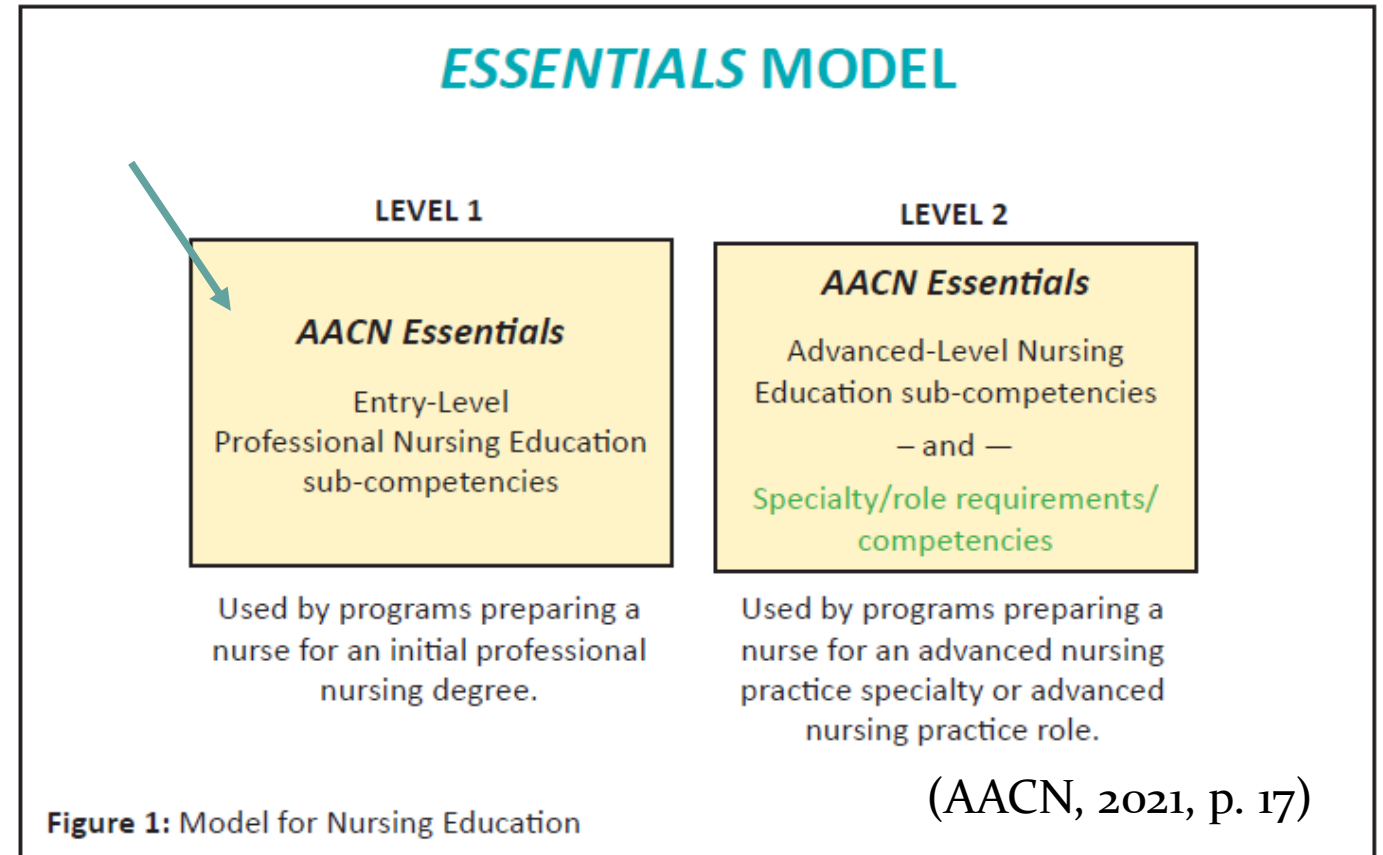 ESSENTIALS MODEL
LEVEL 1
AACN Essentials
Entry-Level
Professional Nursing Education
sub-competencies
Used by programs preparing a
nurse for an initial professional
nursing degree.
LEVEL 2
AACN Essentials
Advanced-Level Nursing
Education sub-competencies
– and —
Specialty/role requirements/
competencies
Used by programs preparing a
nurse for an advanced nursing
practice specialty or advanced
nursing practice role.
(AACN, 2021, p. 17)
Figure 1: Model for Nursing Education